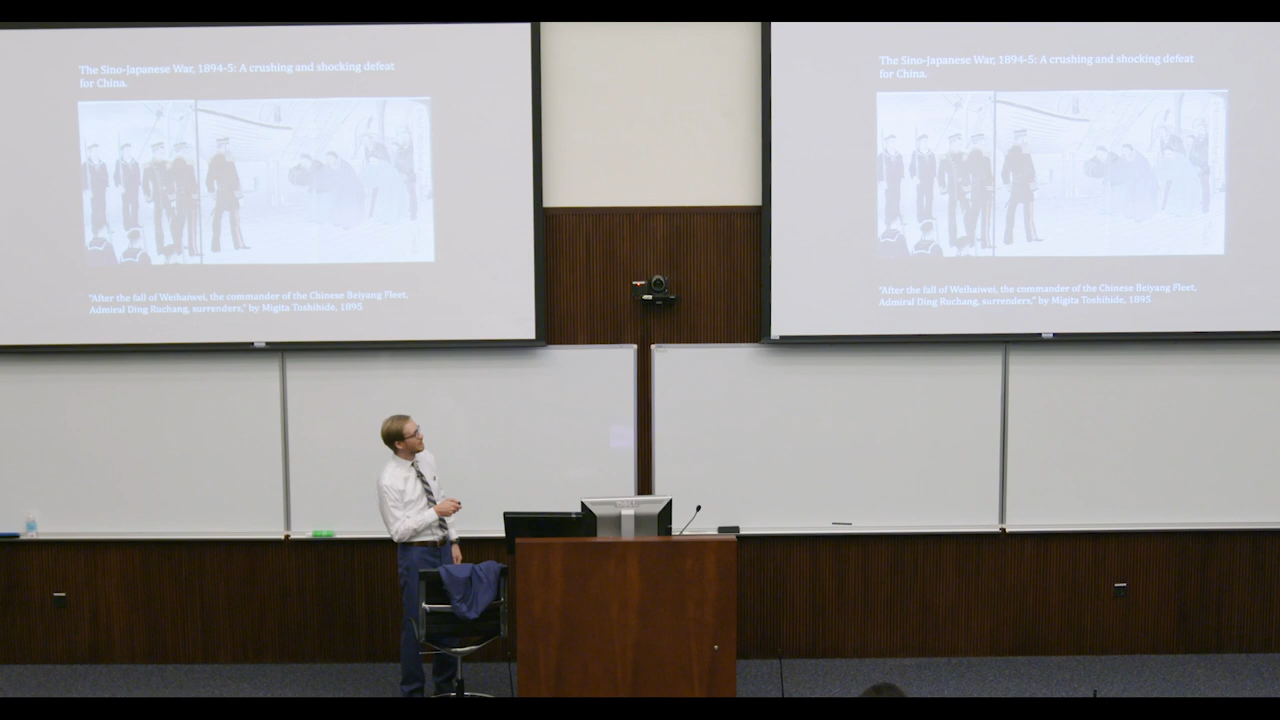 The Sino-Japanese War, 1894-5: A crushing and shocking defeat
for China.
"After the fall of Weihaiwei, the commander of the Chinese Beiyang Fleet,
Admiral Ding Ruchang, surrenders," by Migita Toshihide, 1895
The Sino-Japanese War, 1894-5: A crushing and shocking defeat
for China.
"After the fall of Weihaiwei, the commander of the Chinese Beiyang Fleet,
Admiral Ding Ruchang, surrenders," by Migita Toshihide, 1895